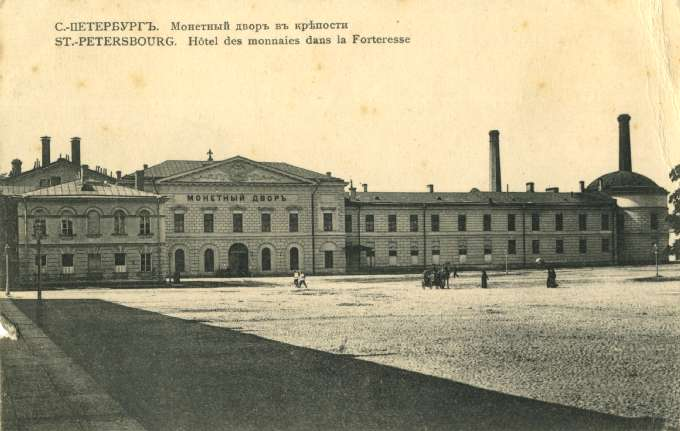 С.-ПЕТЕРБУРГЪ. Монетный дворъ въ крѣпости
ST.-PETERSBOURG. Hôtel des monnaies dans la Forteresse
МОНЕТНЫЙ ДВОРЪ.